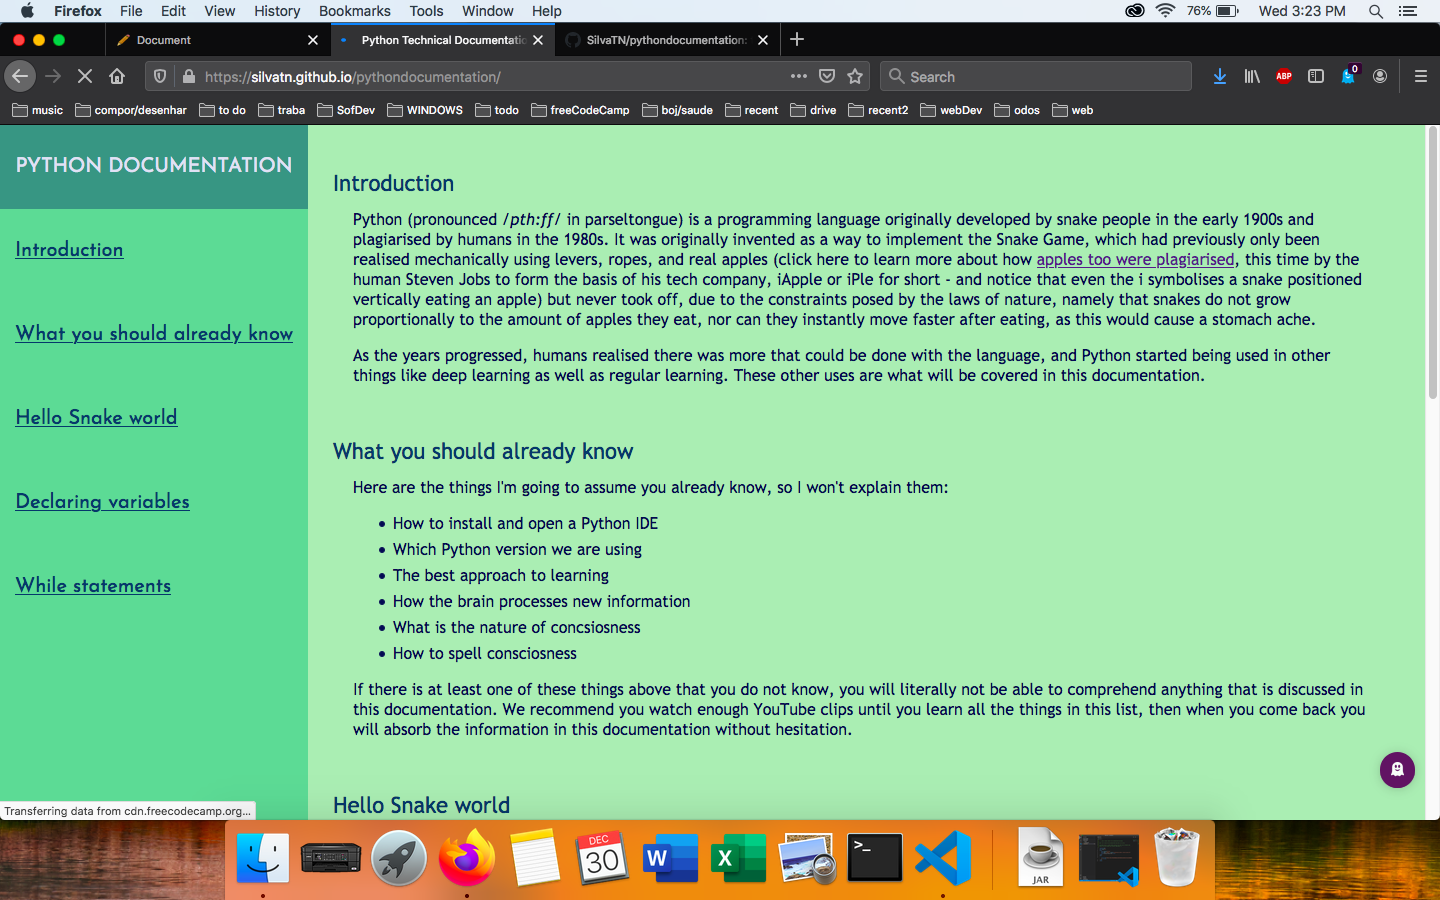 Firefox File Edit View History Bookmarks Tools Window Help 76% Wed 3:23 PM
Document Python Technical Documentatio SilvaTN/pythondocumentation:
https://silvatn.github.io/pythondocumentation/ Search ABP 0
music compor/desenhar to do traba SofDev WINDOWS todo freeCodeCamp boj/saude recent drive recent2 webDev odos web
PYTHON DOCUMENTATION
Introduction
What you should already know
Hello Snake world
Declaring variables
While statements
Introduction
Python (pronounced /pth:ff/ in parseltongue) is a programming language originally developed by snake people in the early 1900s and
plagiarised by humans in the 1980s. It was originally invented as a way to implement the Snake Game, which had previously only been
realised mechanically using levers, ropes, and real apples (click here to learn more about how apples too were plagiarised, this time by the
human Steven Jobs to form the basis of his tech company, iApple or iPle for short - and notice that even the i symbolises a snake positioned
vertically eating an apple) but never took off, due to the constraints posed by the laws of nature, namely that snakes do not grow
proportionally to the amount of apples they eat, nor can they instantly move faster after eating, as this would cause a stomach ache.
As the years progressed, humans realised there was more that could be done with the language, and Python started being used in other
things like deep learning as well as regular learning. These other uses are what will be covered in this documentation.
What you should already know
Here are the things I'm going to assume you already know, so I won't explain them:
• How to install and open a Python IDE
• Which Python version we are using
• The best approach to learning
• How the brain processes new information
• What is the nature of concsiosness
• How to spell consciosness
If there is at least one of these things above that you do not know, you will literally not be able to comprehend anything that is discussed in
this documentation. We recommend you watch enough YouTube clips until you learn all the things in this list, then when you come back you
will absorb the information in this documentation without hesitation.
Hello Snake world
Transferring data from cdn.freecodecamp.org...
DEC
30
W
X
>_
JAR